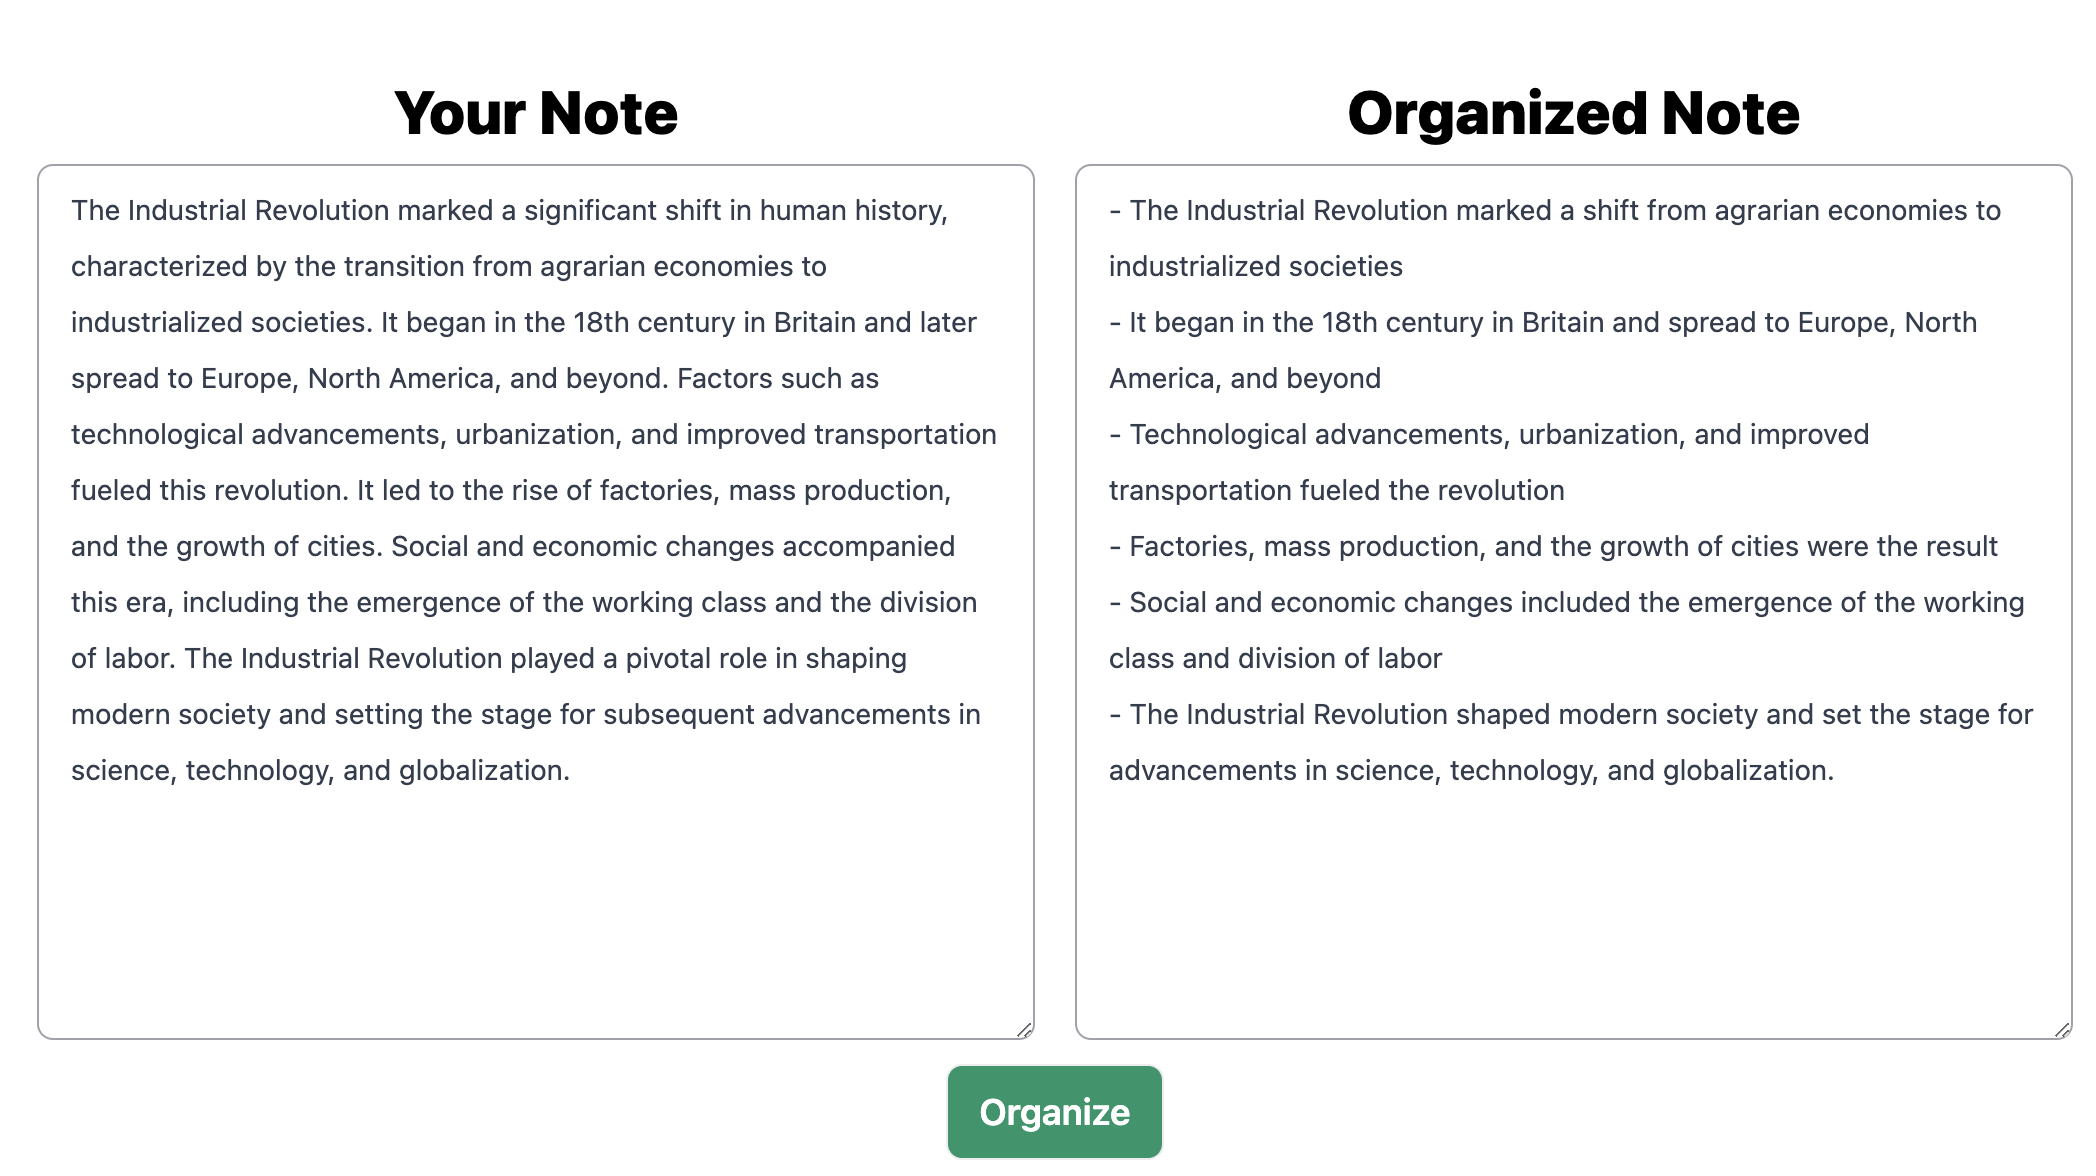 Your Note
The Industrial Revolution marked a significant shift in human history,
characterized by the transition from agrarian economies to
industrialized societies. It began in the 18th century in Britain and later
spread to Europe, North America, and beyond. Factors such as
technological advancements, urbanization, and improved transportation
fueled this revolution. It led to the rise of factories, mass production,
and the growth of cities. Social and economic changes accompanied
this era, including the emergence of the working class and the division
of labor. The Industrial Revolution played a pivotal role in shaping
modern society and setting the stage for subsequent advancements in
science, technology, and globalization.
Organized Note
- The Industrial Revolution marked a shift from agrarian economies to
industrialized societies
- It began in the 18th century in Britain and spread to Europe, North
America, and beyond
- Technological advancements, urbanization, and improved
transportation fueled the revolution
- Factories, mass production, and the growth of cities were the result
- Social and economic changes included the emergence of the working
class and division of labor
- The Industrial Revolution shaped modern society and set the stage for
advancements in science, technology, and globalization.
Organize